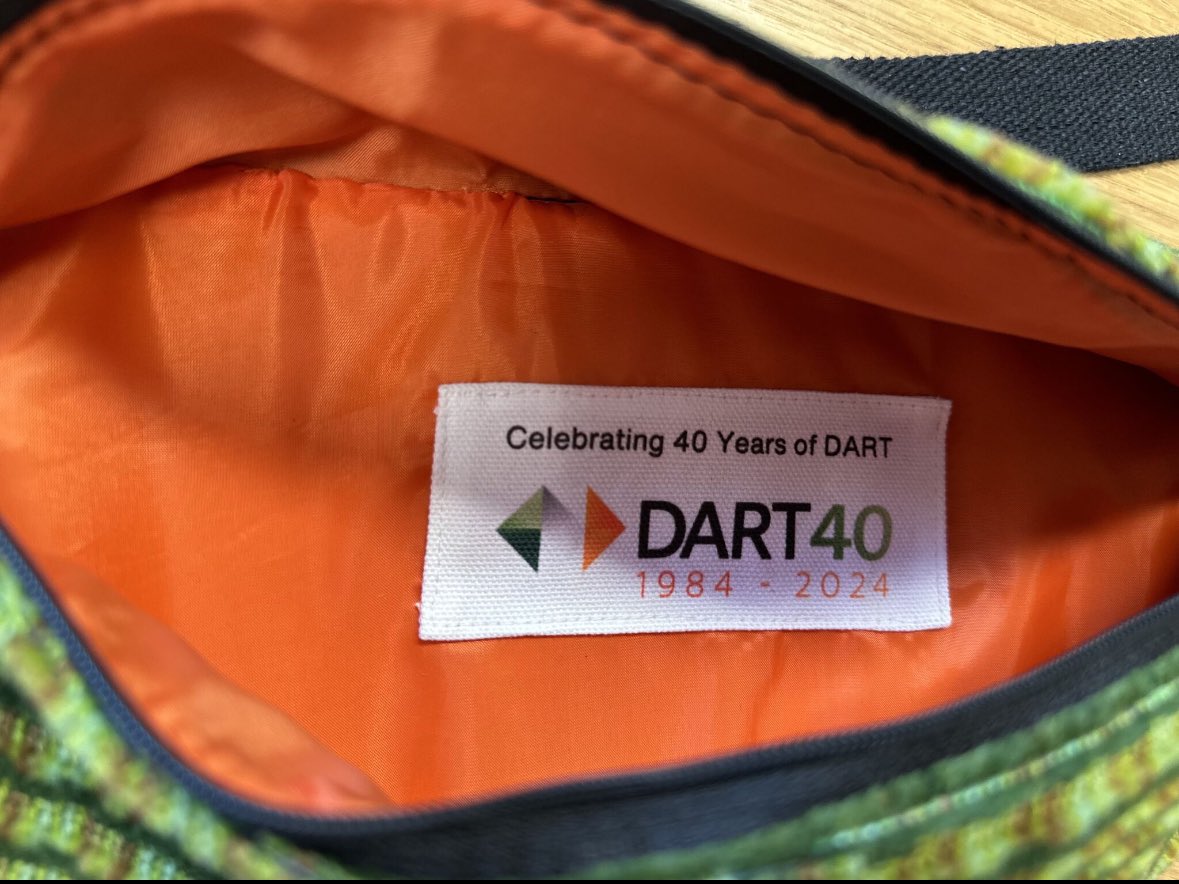 Celebrating 40 Years of DART
DART40
1984 - 2024